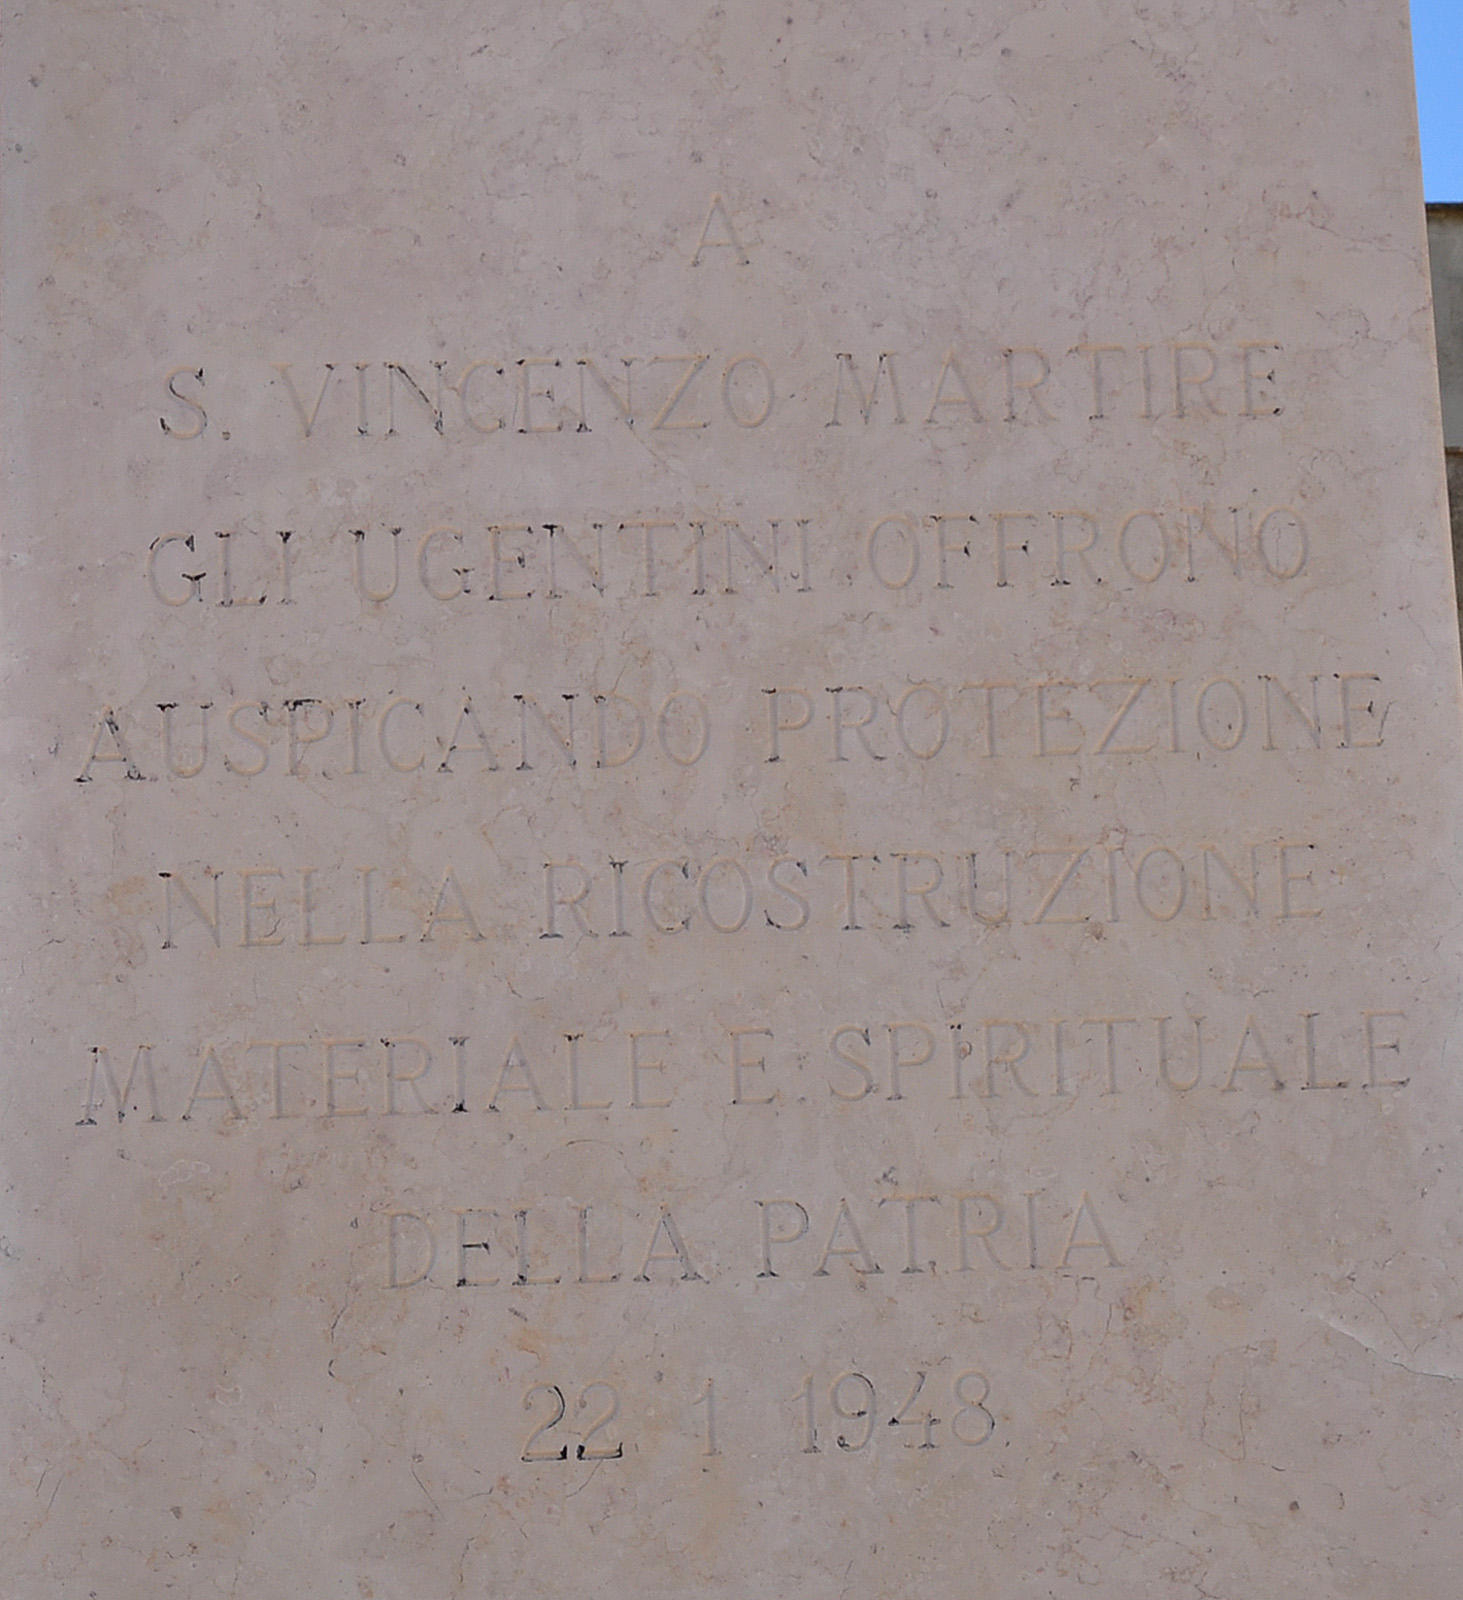 A
S. VINCENZO MARTIRE
GLI UGENTINI OFFRONO
AUSPICANDO PROTEZIONE
NELLA RICOSTRUZIONE
MATERIALE E SPIRITUALE
DELLA PATRIA
22 1 1948